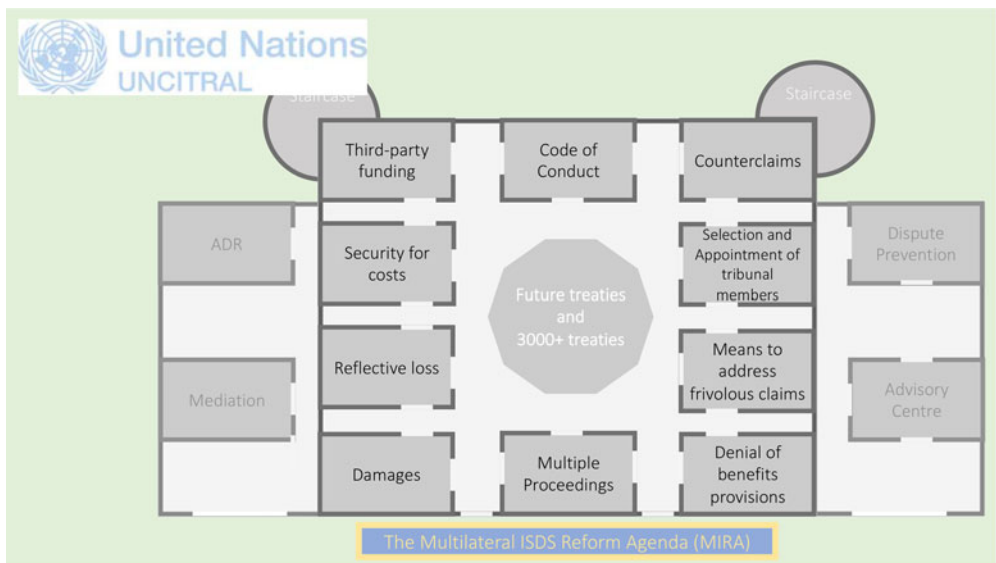 United Nations
UNCITRAL
Staircase
Staircase
Third-party
funding
Code of
Conduct
Counterclaims
ADR
Security for
costs
Selection and
Appointment of
tribunal
members
Dispute
Prevention
Future treaties
and
3000+ treaties
Reflective loss
Means to
address
frivolous claims
Mediation
Advisory
Centre
Damages
Multiple
Proceedings
Denial of
benefits
provisions
The Multilateral ISDS Reform Agenda (MIRA)